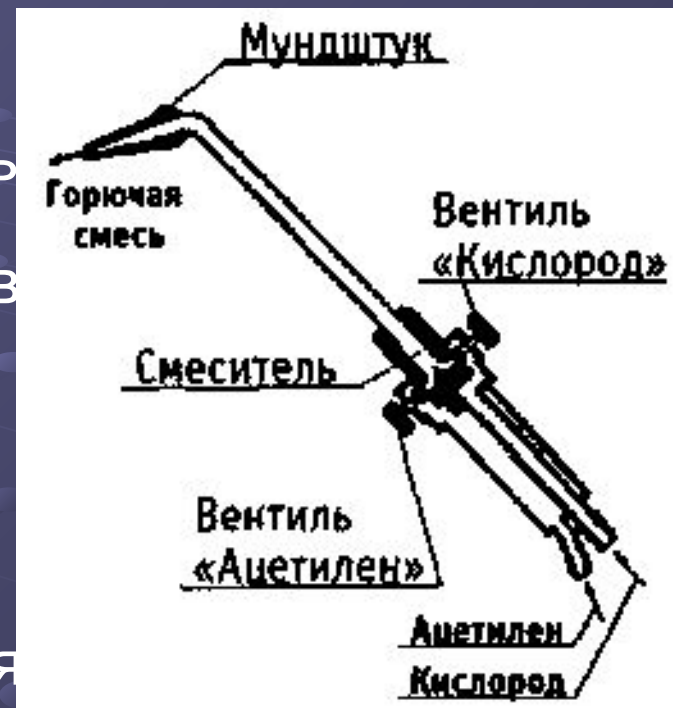 Мундштук
ь
Горючая
смесь
Вентиль
«Кислород»
в
Смеситель
Вентиль
«Ацетилен»
Ацетилен
я
Кислород